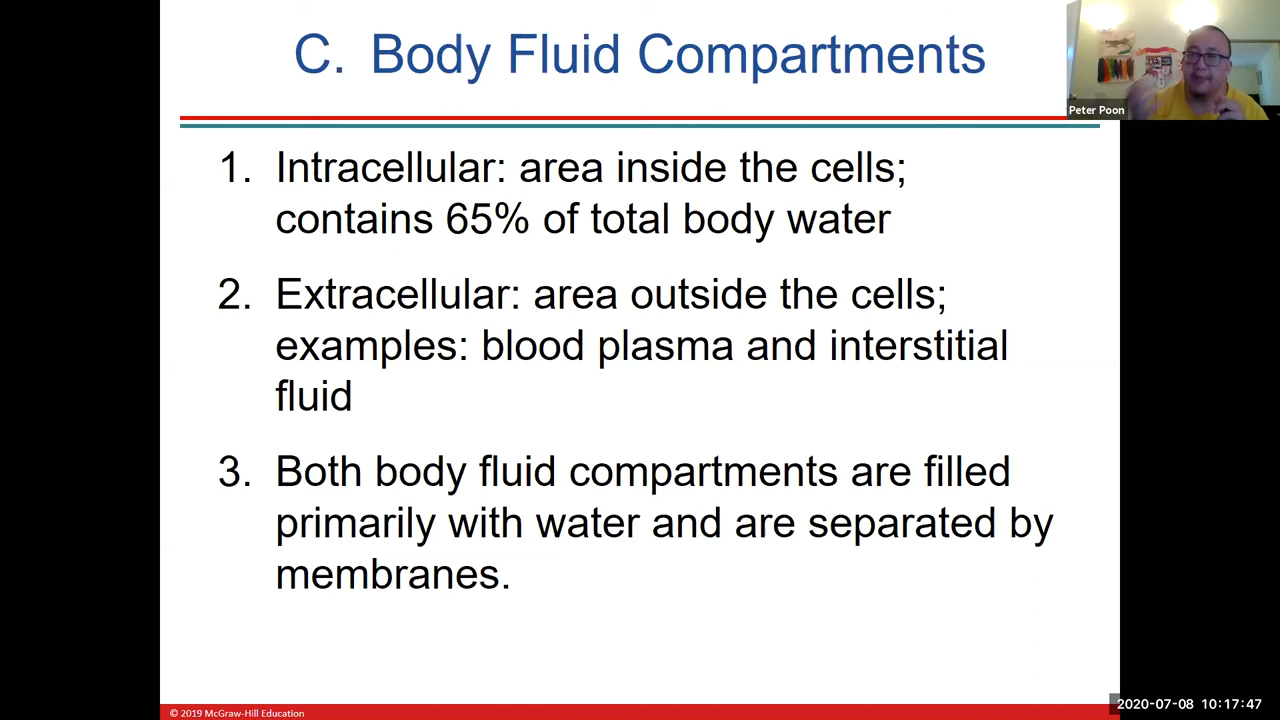 C. Body Fluid Compartments
Peter Poon
1. Intracellular: area inside the cells;
contains 65% of total body water
2. Extracellular: area outside the cells;
examples: blood plasma and interstitial
fluid
3. Both body fluid compartments are filled
primarily with water and are separated by
membranes.
© 2019 McGraw-Hill Education
2020-07-08 10:17:47